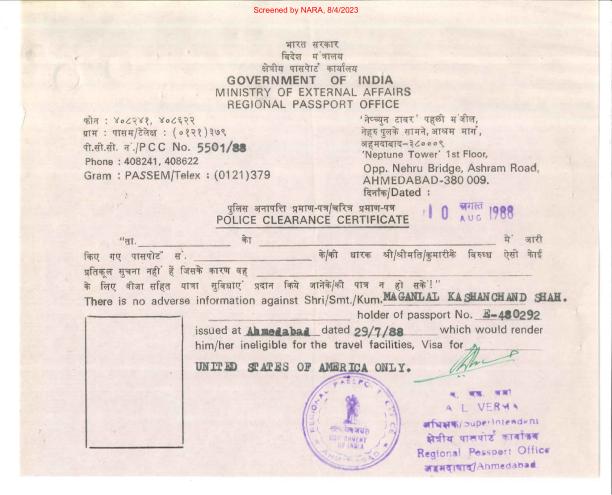 Screened by NARA, 8/4/2023
भारत सरकार
विदेश मंत्रालय
क्षेत्रीय पासपोर्ट कार्यालय
GOVERNMENT OF INDIA
MINISTRY OF EXTERNAL AFFAIRS
REGIONAL PASSPORT OFFICE
फोन : ४०८२४१, ४०८६२२
ग्राम : पासम/टेलेक्ष : (०१२१)३७९
पी.सी.सी. नं./PCC No. 5501/88
Phone : 408241, 408622
Gram : PASSEM/Telex : (0121)379
'नेप्च्युन टावर' पहली मंजील,
नेहरु पुलके सामने, आश्रम मार्ग,
अहमदाबाद-३८०००९
'Neptune Tower' 1st Floor,
Opp. Nehru Bridge, Ashram Road,
AHMEDABAD-380 009.
दिनांक/Dated :
10 अगस्त AUG 1988
पुलिस अनापत्ति प्रमाण-पत्र/चरित्र प्रमाण-पत्र
POLICE CLEARANCE CERTIFICATE
"ता. को में जारी
किए गए पासपोर्ट सं. के/की धारक श्री/श्रीमति/कुमारीके विरुध्ध ऐसी कोई
प्रतिकूल सुचना नहीं हैं जिसके कारण वह
के लिए वीजा सहित यात्रा सुविधाएं प्रदान किये जानेके/की पात्र न हो सके!"
There is no adverse information against Shri/Smt./Kum. MAGANLAL KASHANCHAND SHAH.
holder of passport No. E-480292
issued at Ahmedabad dated 29/7/88 which would render
him/her ineligible for the travel facilities, Visa for
UNITED STATES OF AMERICA ONLY.
REGIONAL PASSPORT OFFICE
GOVERNMENT
OF INDIA
AHMEDABAD
A L VERMA
अधिक्षक/Superintendent
क्षेत्रीय पासपोर्ट कार्यालय
Regional Passport Office
अहमदाबाद/Ahmedabad